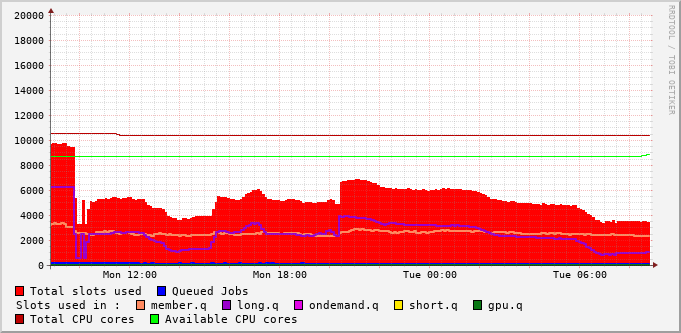 RRDTOOL / TOBI OETIKER
20000
18000
16000
14000
12000
10000
8000
6000
4000
2000
0
Mon 12:00 Mon 18:00 Tue 00:00 Tue 06:00
Total slots used Queued Jobs
Slots used in : member.q long.q ondemand.q short.q gpu.q
Total CPU cores Available CPU cores